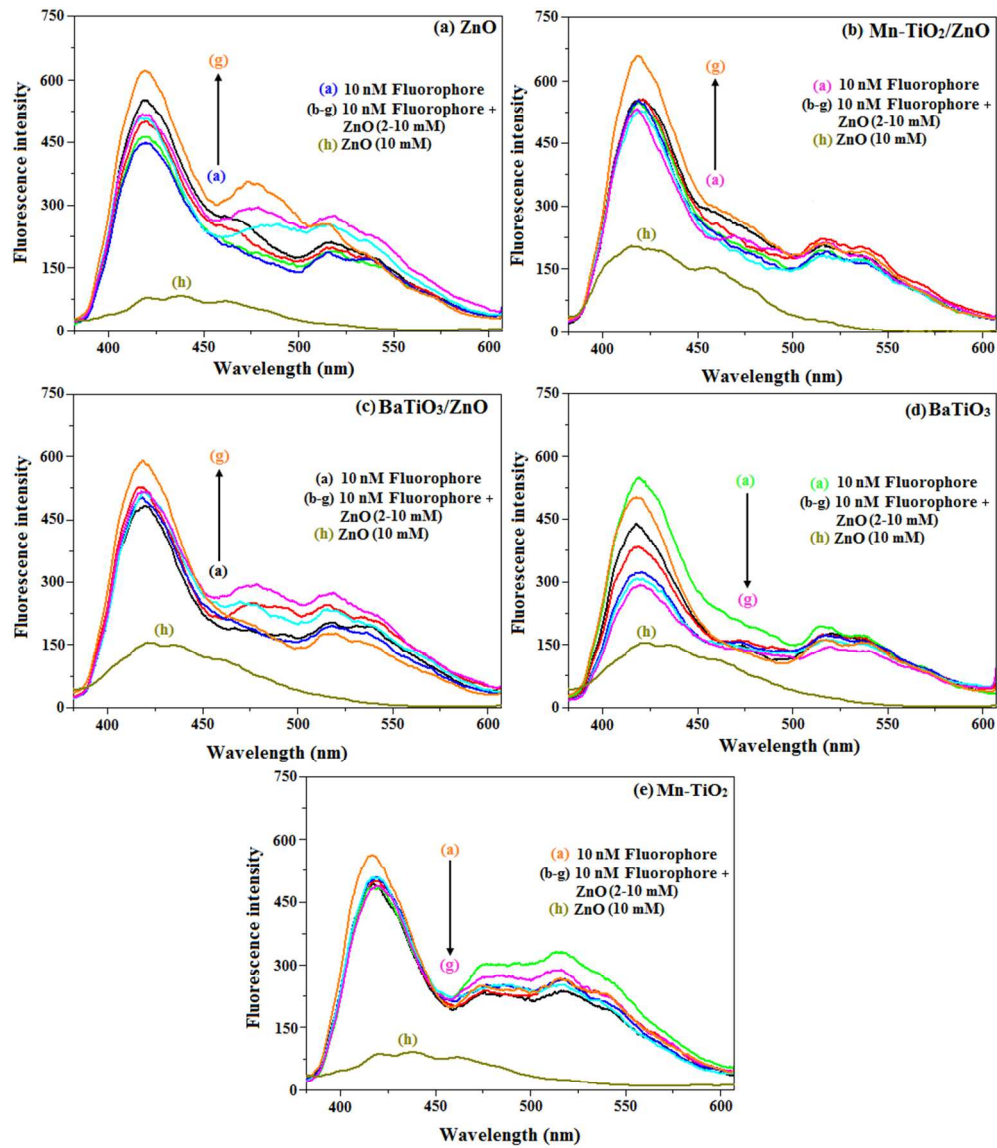 (a) ZnO
Fluorescence intensity
750
600
450
300
150
0
(g)
(a)
(h)
(a) 10 nM Fluorophore
(b-g) 10 nM Fluorophore +
ZnO (2-10 mM)
(h) ZnO (10 mM)
400 450 500 550 600
Wavelength (nm)
(b) Mn-TiO2/ZnO
Fluorescence intensity
750
600
450
300
150
0
(g)
(a)
(h)
(a) 10 nM Fluorophore
(b-g) 10 nM Fluorophore +
ZnO (2-10 mM)
(h) ZnO (10 mM)
400 450 500 550 600
Wavelength (nm)
(c) BaTiO3/ZnO
Fluorescence intensity
750
600
450
300
150
0
(g)
(a)
(h)
(a) 10 nM Fluorophore
(b-g) 10 nM Fluorophore +
ZnO (2-10 mM)
(h) ZnO (10 mM)
400 450 500 550 600
Wavelength (nm)
(d) BaTiO3
Fluorescence intensity
750
600
450
300
150
0
(a)
(g)
(h)
(a) 10 nM Fluorophore
(b-g) 10 nM Fluorophore +
ZnO (2-10 mM)
(h) ZnO (10 mM)
400 450 500 550 600
Wavelength (nm)
(e) Mn-TiO2
Fluorescence intensity
750
600
450
300
150
0
(a)
(g)
(h)
(a) 10 nM Fluorophore
(b-g) 10 nM Fluorophore +
ZnO (2-10 mM)
(h) ZnO (10 mM)
400 450 500 550 600
Wavelength (nm)